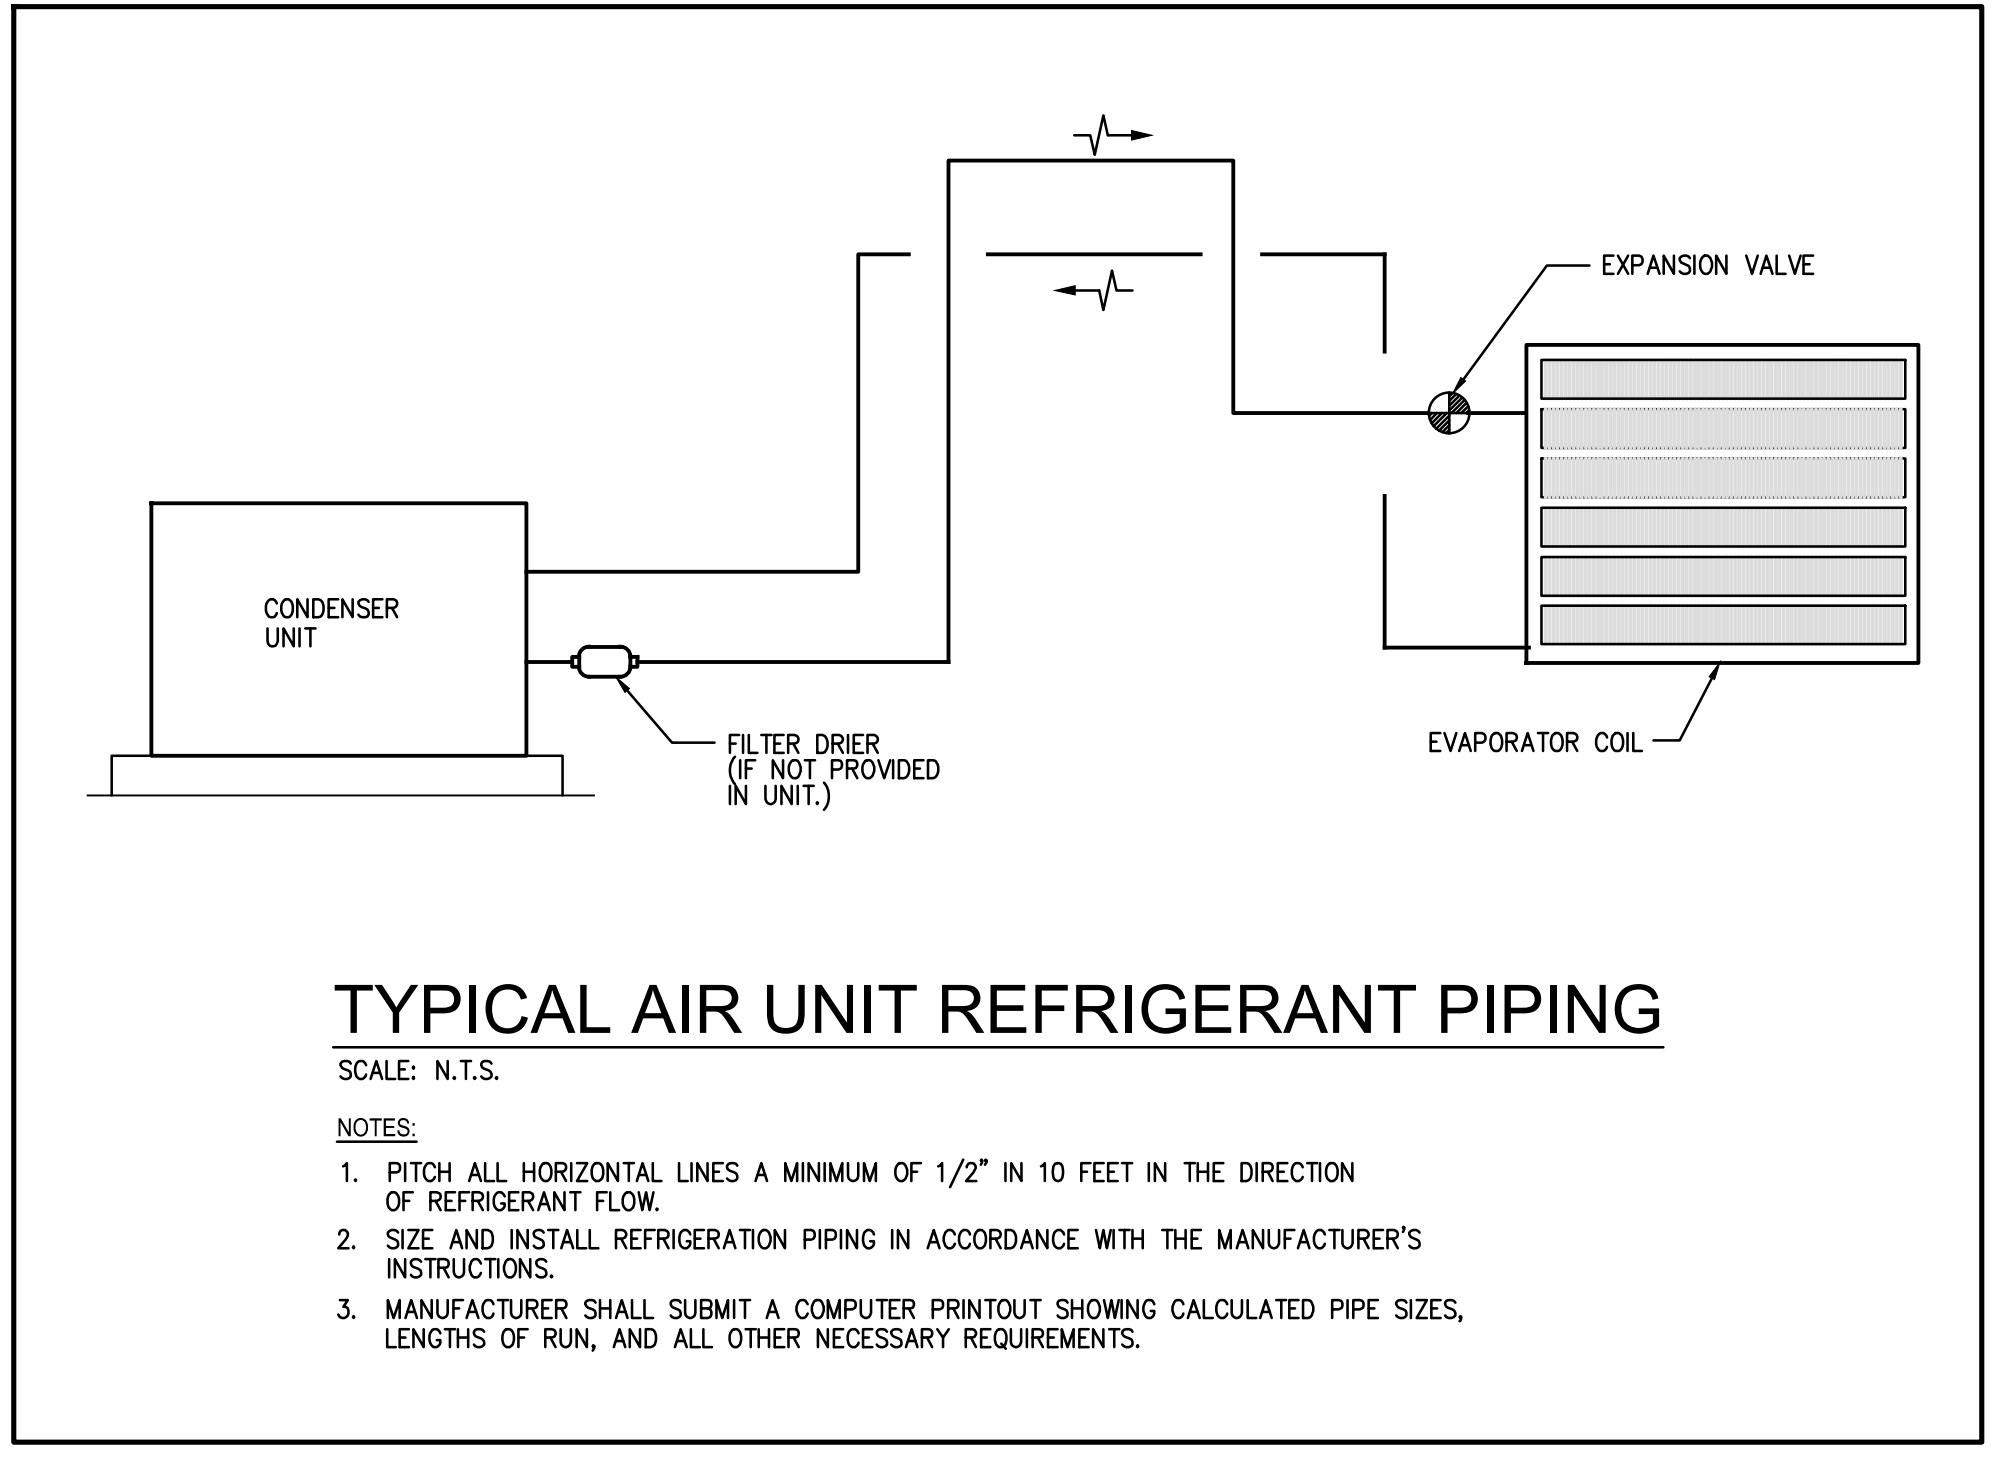 EXPANSION VALVE
CONDENSER
UNIT
FILTER DRIER
(IF NOT PROVIDED
IN UNIT.)
EVAPORATOR COIL
TYPICAL AIR UNIT REFRIGERANT PIPING
SCALE: N.T.S.
NOTES:
1. PITCH ALL HORIZONTAL LINES A MINIMUM OF 1/2" IN 10 FEET IN THE DIRECTION
OF REFRIGERANT FLOW.
2. SIZE AND INSTALL REFRIGERATION PIPING IN ACCORDANCE WITH THE MANUFACTURER'S
INSTRUCTIONS.
3. MANUFACTURER SHALL SUBMIT A COMPUTER PRINTOUT SHOWING CALCULATED PIPE SIZES,
LENGTHS OF RUN, AND ALL OTHER NECESSARY REQUIREMENTS.